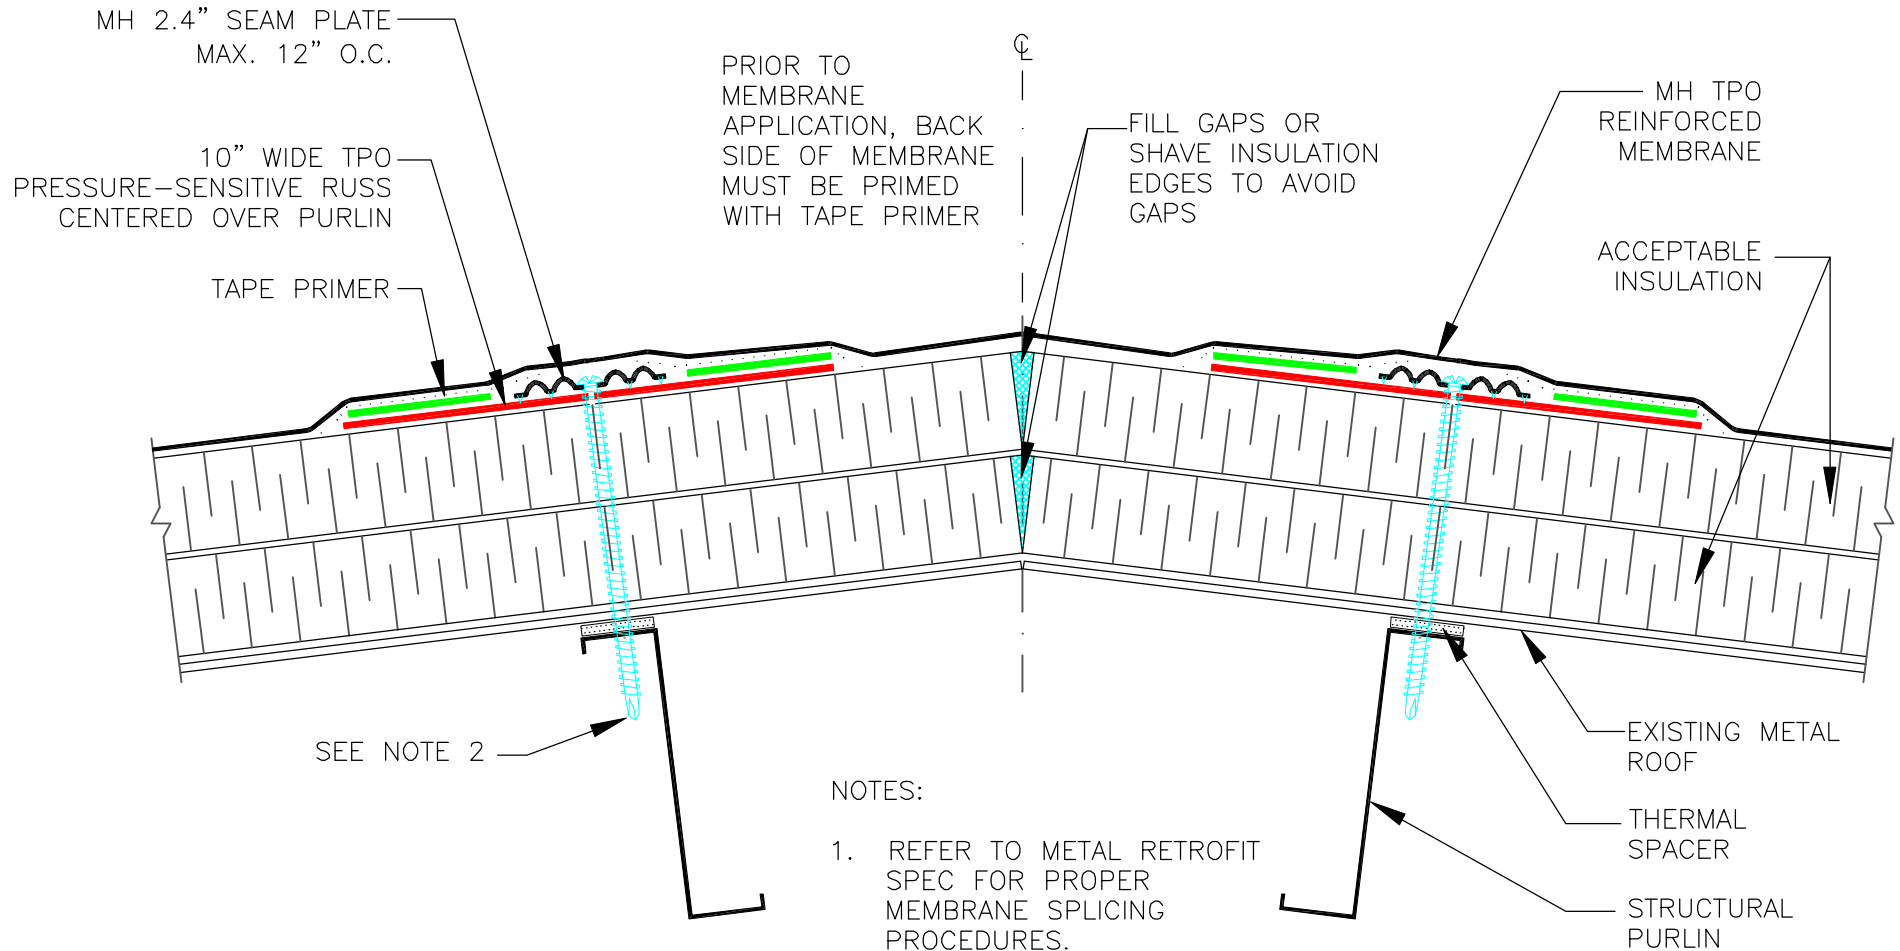 MH 2.4” SEAM PLATE
MAX. 12” O.C.
10” WIDE TPO
PRESSURE–SENSITIVE RUSS
CENTERED OVER PURLIN
TAPE PRIMER
PRIOR TO
MEMBRANE
APPLICATION, BACK
SIDE OF MEMBRANE
MUST BE PRIMED
WITH TAPE PRIMER
℄
FILL GAPS OR
SHAVE INSULATION
EDGES TO AVOID
GAPS
MH TPO
REINFORCED
MEMBRANE
ACCEPTABLE
INSULATION
SEE NOTE 2
EXISTING METAL
ROOF
THERMAL
SPACER
STRUCTURAL
PURLIN
NOTES:
1. REFER TO METAL RETROFIT
SPEC FOR PROPER
MEMBRANE SPLICING
PROCEDURES.